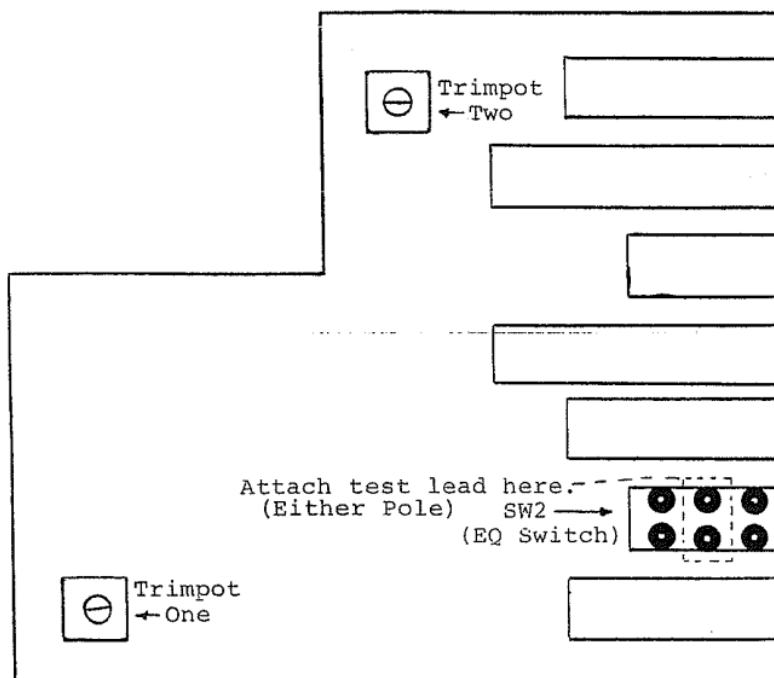 Trimpot
Two
Attach test lead here.
(Either Pole)
SW2
(EQ Switch)
Trimpot
One